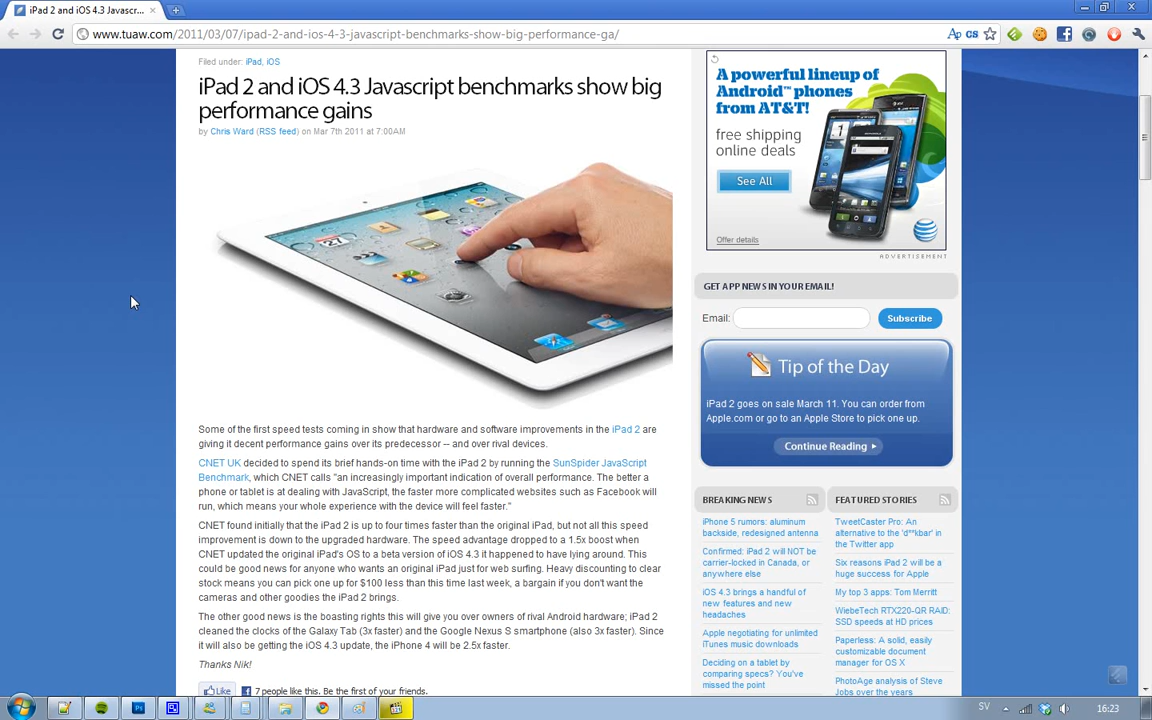 iPad 2 and iOS 4.3 Javascr...
www.tuaw.com/2011/03/07/ipad-2-and-ios-4-3-javascript-benchmarks-show-big-performance-ga/
Filed under: iPad, iOS
iPad 2 and iOS 4.3 Javascript benchmarks show big
performance gains
by Chris Ward (RSS feed) on Mar 7th 2011 at 7:00AM
Some of the first speed tests coming in show that hardware and software improvements in the iPad 2 are
giving it decent performance gains over its predecessor -- and over rival devices.
CNET UK decided to spend its brief hands-on time with the iPad 2 by running the SunSpider JavaScript
Benchmark, which CNET calls "an increasingly important indication of overall performance. The better a
phone or tablet is at dealing with JavaScript, the faster more complicated websites such as Facebook will
run, which means your whole experience with the device will feel faster."
CNET found initially that the iPad 2 is up to four times faster than the original iPad, but not all this speed
improvement is down to the upgraded hardware. The speed advantage dropped to a 1.5x boost when
CNET updated the original iPad's OS to a beta version of iOS 4.3 it happened to have lying around. This
could be good news for anyone who wants an original iPad just for web surfing. Heavy discounting to clear
stock means you can pick one up for $100 less than this time last week, a bargain if you don't want the
cameras and other goodies the iPad 2 brings.
The other good news is the boasting rights this will give you over owners of rival Android hardware; iPad 2
cleaned the clocks of the Galaxy Tab (3x faster) and the Google Nexus S smartphone (also 3x faster). Since
it will also be getting the iOS 4.3 update, the iPhone 4 will be 2.5x faster.
Thanks Nik!
Like
7 people like this. Be the first of your friends.
A powerful lineup of
Android™ phones
from AT&T!
free shipping
online deals
See All
Offer details
at&t
ADVERTISEMENT
GET APP NEWS IN YOUR EMAIL!
Email:
Subscribe
Tip of the Day
iPad 2 goes on sale March 11. You can order from
Apple.com or go to an Apple Store to pick one up.
Continue Reading
BREAKING NEWS
iPhone 5 rumors: aluminum
backside, redesigned antenna
Confirmed: iPad 2 will NOT be
carrier-locked in Canada, or
anywhere else
iOS 4.3 brings a handful of
new features and new
headaches
Apple negotiating for unlimited
iTunes music downloads
Deciding on a tablet by
comparing specs? You've
missed the point
FEATURED STORIES
TweetCaster Pro: An
alternative to the 'd**kbar' in
the Twitter app
Six reasons iPad 2 will be a
huge success for Apple
My top 3 apps: Tom Merritt
WiebeTech RTX220-QR RAID:
SSD speeds at HD prices
Paperless: A solid, easily
customizable document
manager for OS X
PhotoAge analysis of Steve
Jobs over the years
SV
16:23